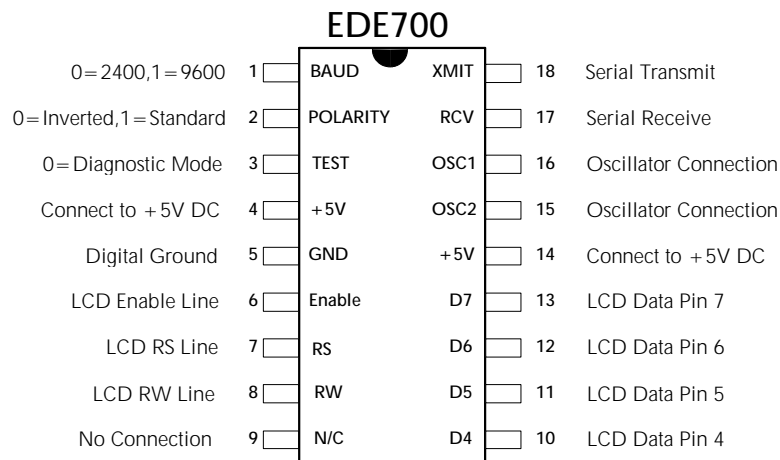 EDE700
0=2400,1=9600 1 BAUD XMIT 18 Serial Transmit
0=Inverted,1=Standard 2 POLARITY RCV 17 Serial Receive
0=Diagnostic Mode 3 TEST OSC1 16 Oscillator Connection
Connect to +5V DC 4 +5V OSC2 15 Oscillator Connection
Digital Ground 5 GND +5V 14 Connect to +5V DC
LCD Enable Line 6 Enable D7 13 LCD Data Pin 7
LCD RS Line 7 RS D6 12 LCD Data Pin 6
LCD RW Line 8 RW D5 11 LCD Data Pin 5
No Connection 9 N/C D4 10 LCD Data Pin 4